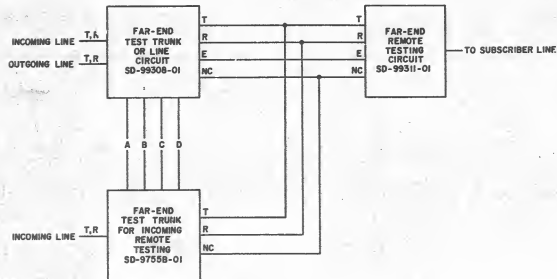 FAR-END
TEST TRUNK
OR LINE
CIRCUIT
SD-99308-01
INCOMING LINE T,R
OUTGOING LINE T,R
T T
R R
E E
NC NC
FAR-END
REMOTE
TESTING
CIRCUIT
SD-99311-01
TO SUBSCRIBER LINE
A B C D
FAR-END
TEST TRUNK
FOR INCOMING
REMOTE
TESTING
SD-97558-01
INCOMING LINE T,R
T
R
NC